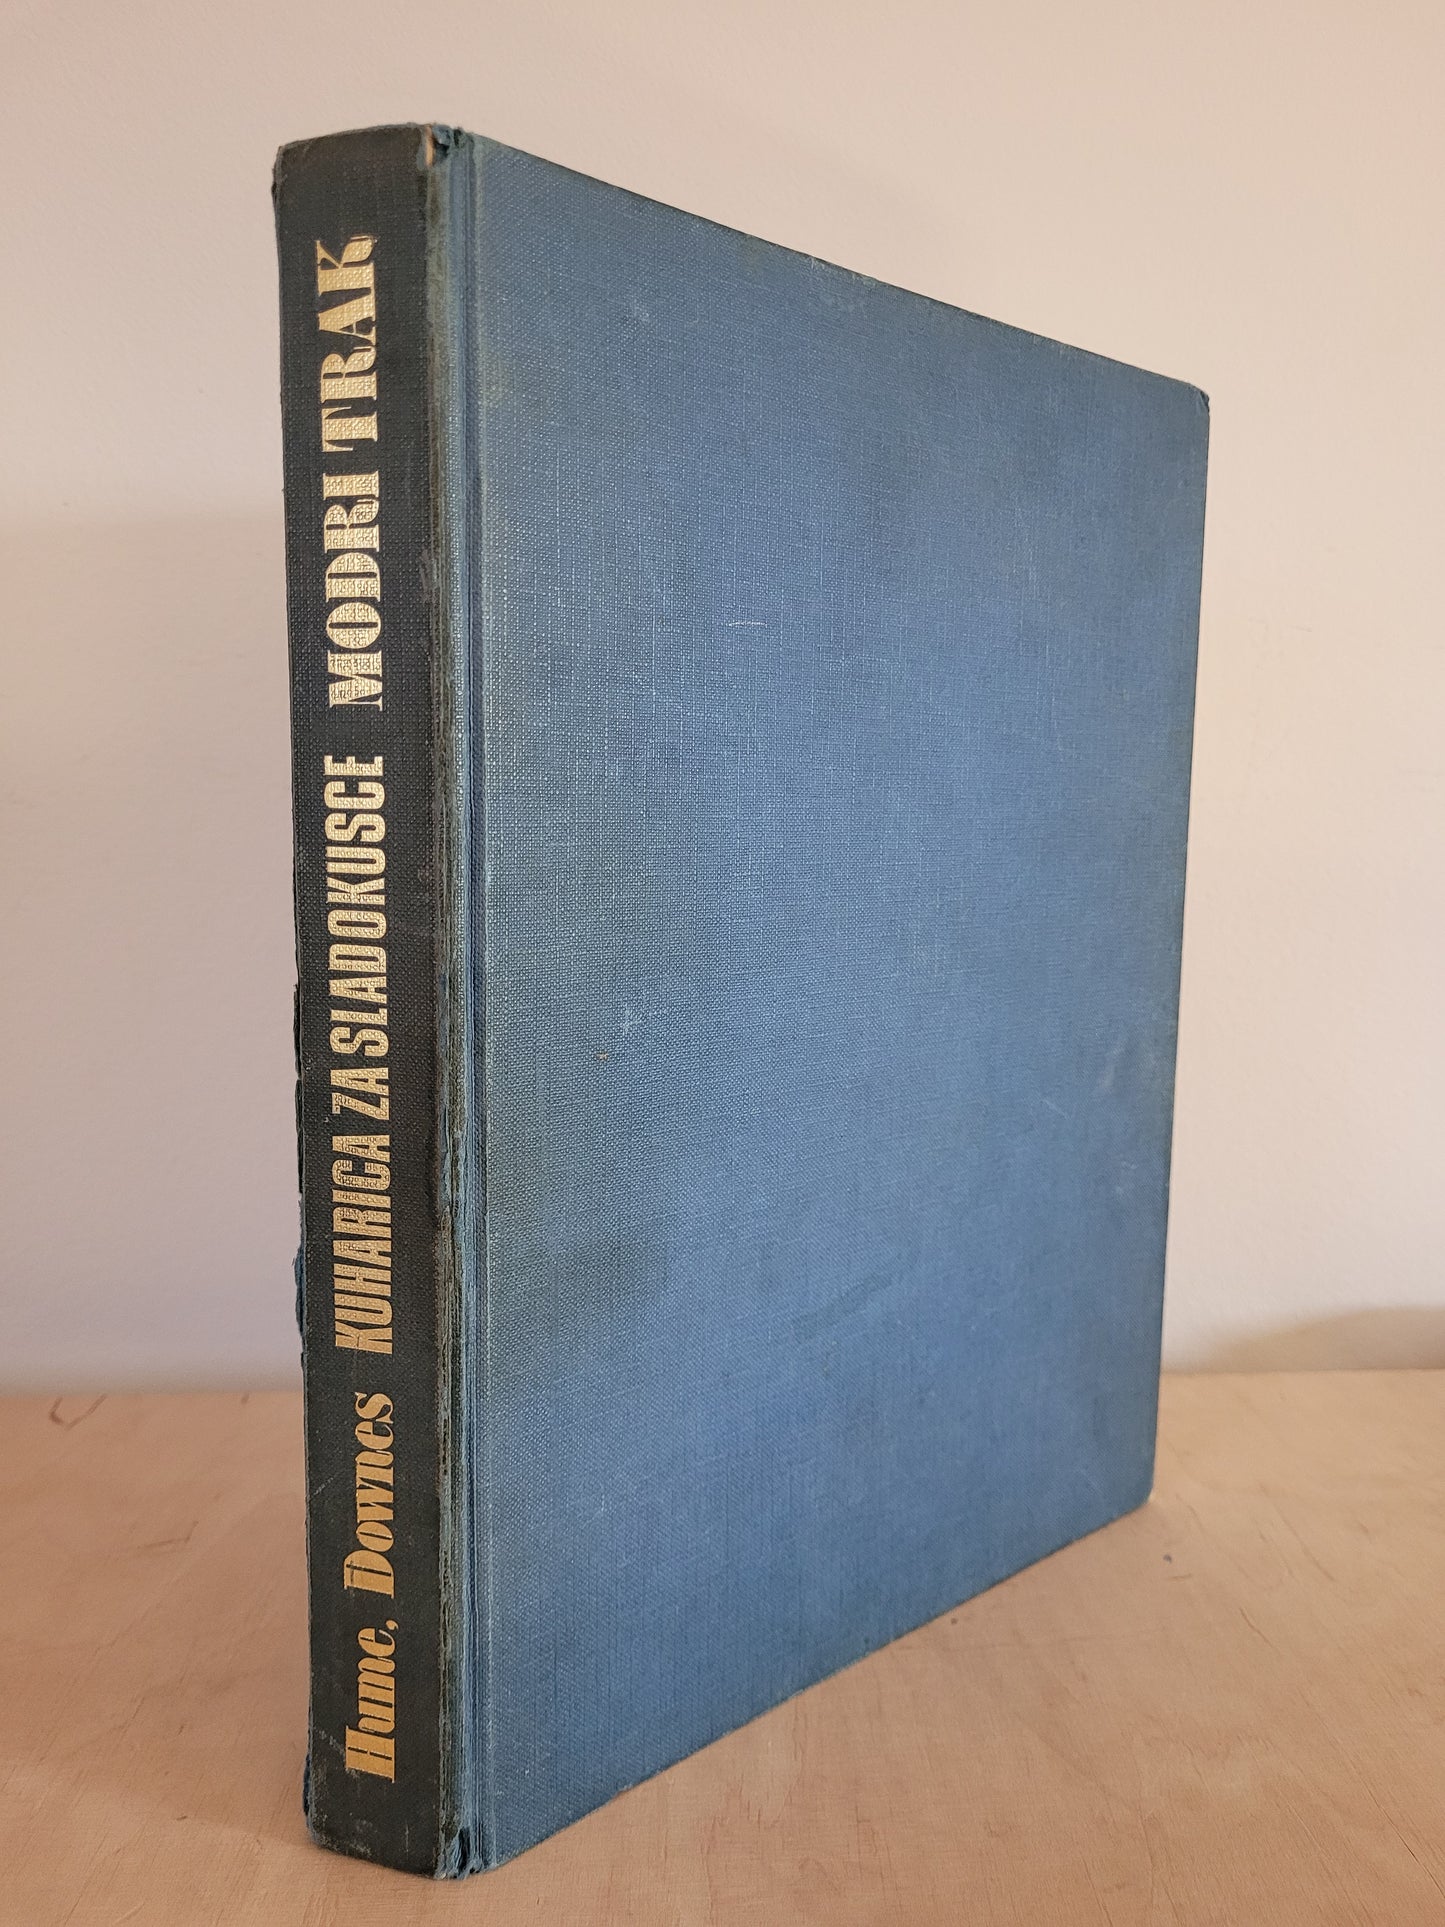 Hume, Downes KUHARICA ZA SLADOKUSCE MODRI TRAK